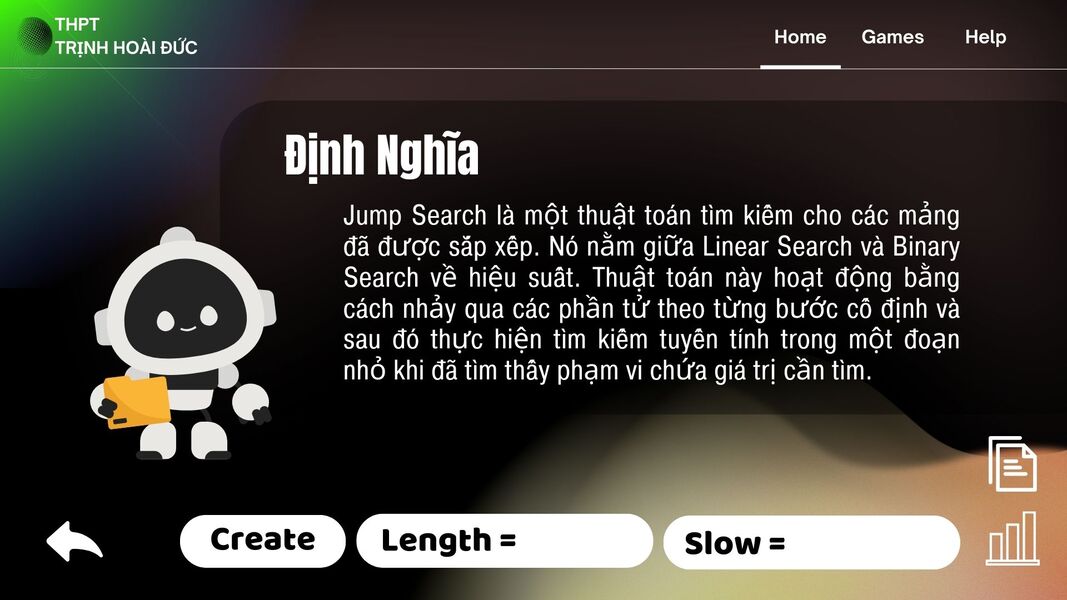 THPT
TRỊNH HOÀI ĐỨC
Home Games Help
Định Nghĩa
Jump Search là một thuật toán tìm kiếm cho các mảng
đã được sắp xếp. Nó nằm giữa Linear Search và Binary
Search về hiệu suất. Thuật toán này hoạt động bằng
cách nhảy qua các phần tử theo từng bước cố định và
sau đó thực hiện tìm kiếm tuyến tính trong một đoạn
nhỏ khi đã tìm thấy phạm vi chứa giá trị cần tìm.
Create Length = Slow =